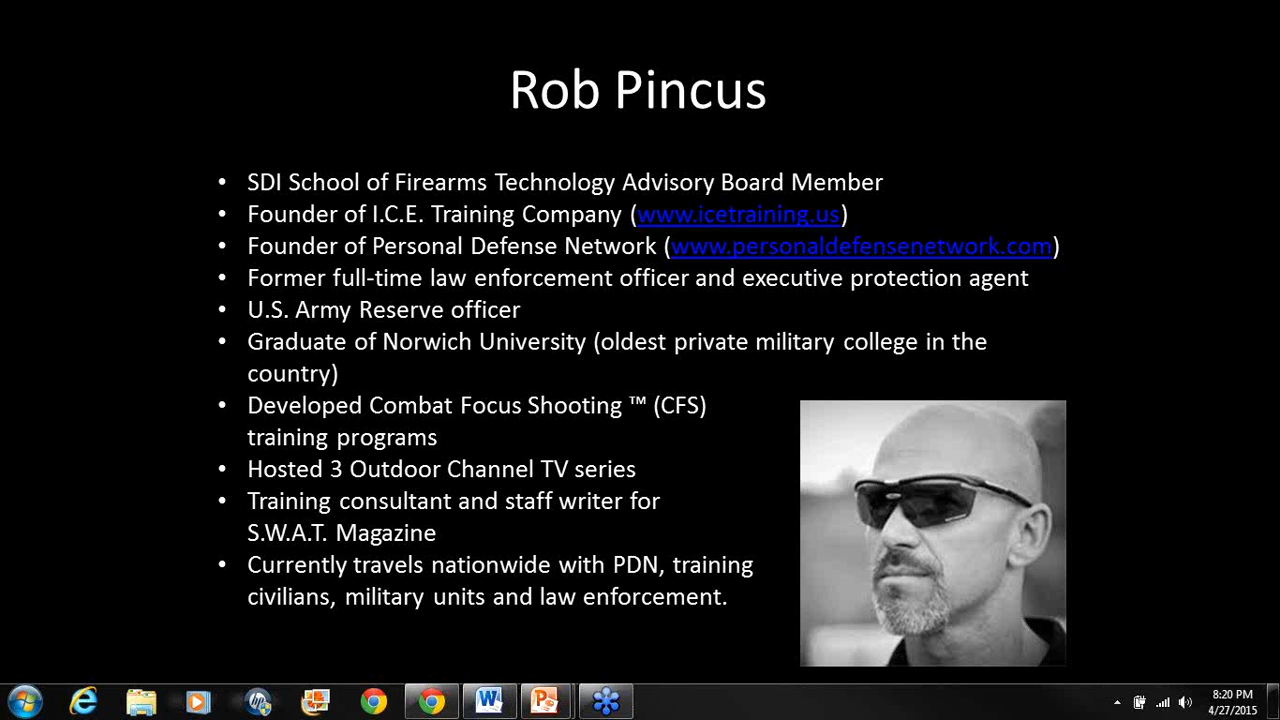 Rob Pincus
• SDI School of Firearms Technology Advisory Board Member
• Founder of I.C.E. Training Company (www.icetraining.us)
• Founder of Personal Defense Network (www.personaldefensenetwork.com)
• Former full-time law enforcement officer and executive protection agent
• U.S. Army Reserve officer
• Graduate of Norwich University (oldest private military college in the
country)
• Developed Combat Focus Shooting ™ (CFS)
training programs
• Hosted 3 Outdoor Channel TV series
• Training consultant and staff writer for
S.W.A.T. Magazine
• Currently travels nationwide with PDN, training
civilians, military units and law enforcement.
8:20 PM
4/27/2015